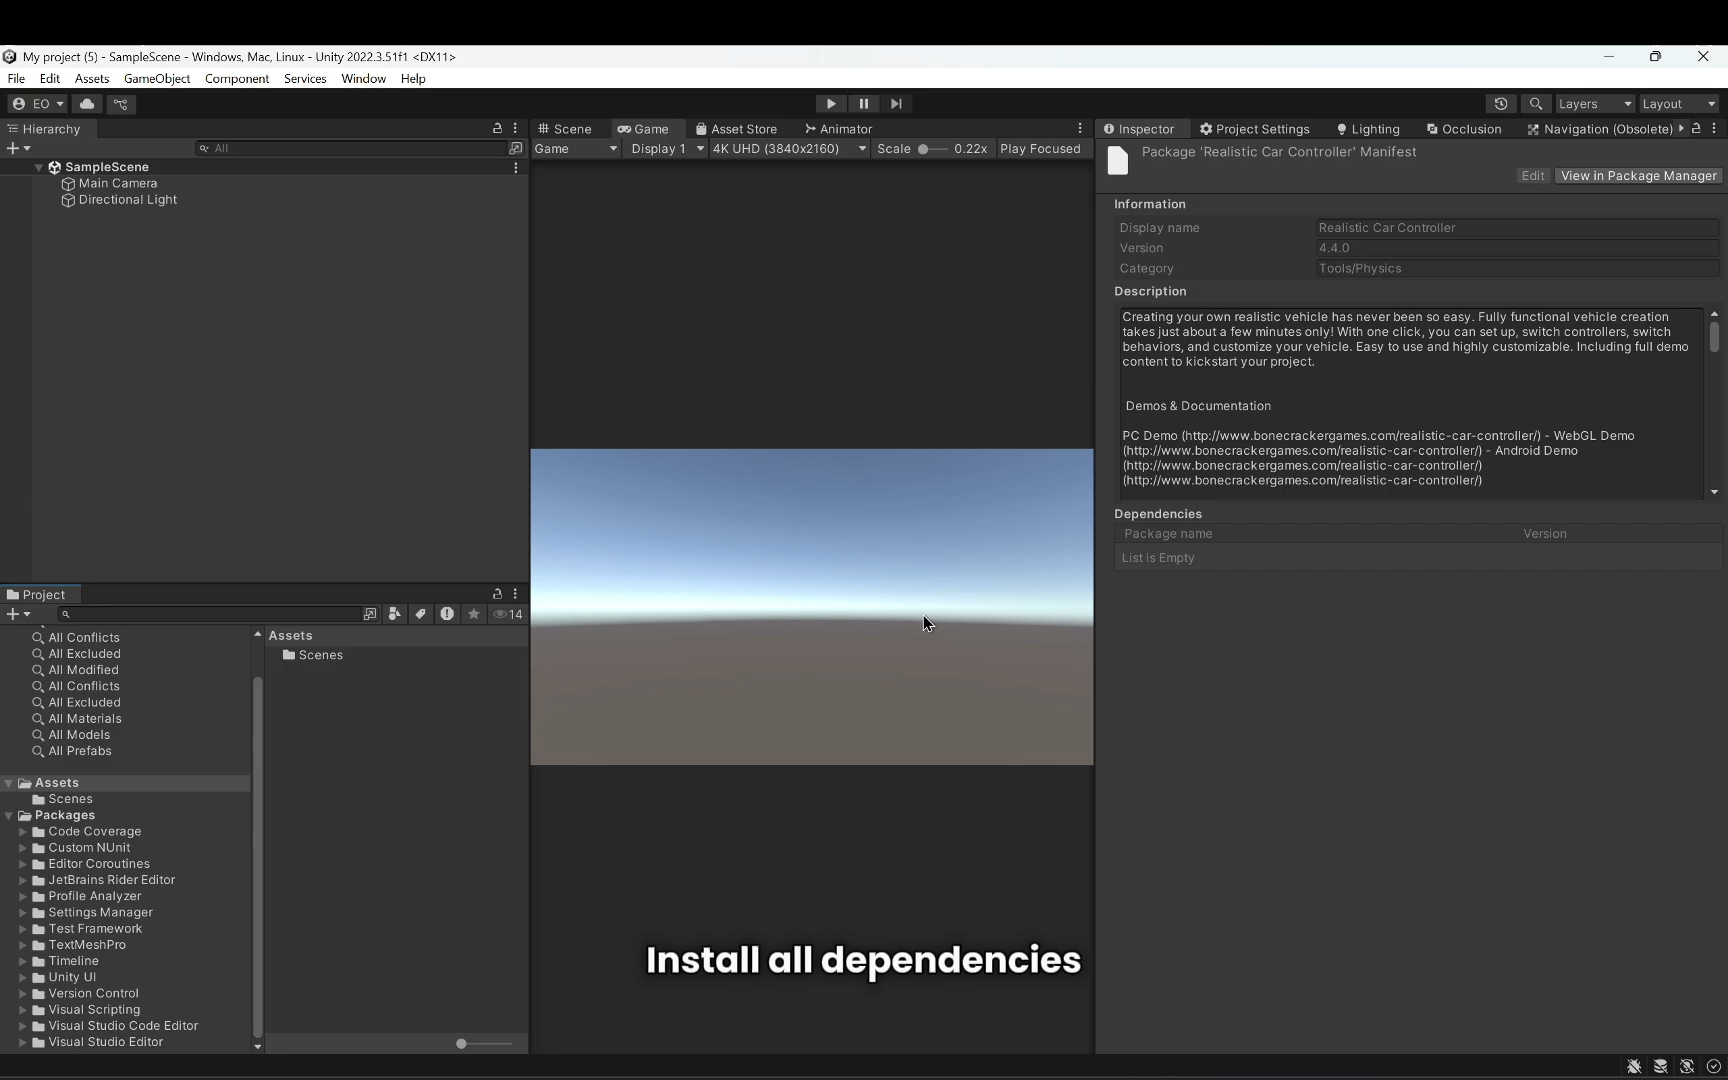 My project (5) - SampleScene - Windows, Mac, Linux - Unity 2022.3.51f1 <DX11>
File Edit Assets GameObject Component Services Window Help
EO Layers Layout
Hierarchy
All
SampleScene
Main Camera
Directional Light
Scene Game Asset Store Animator
Game Display 1 4K UHD (3840x2160) Scale 0.22x Play Focused
Inspector Project Settings Lighting Occlusion Navigation (Obsolete)
Package 'Realistic Car Controller' Manifest
Edit View in Package Manager
Information
Display name Realistic Car Controller
Version 4.4.0
Category Tools/Physics
Description
Creating your own realistic vehicle has never been so easy. Fully functional vehicle creation
takes just about a few minutes only! With one click, you can set up, switch controllers, switch
behaviors, and customize your vehicle. Easy to use and highly customizable. Including full demo
content to kickstart your project.
Demos & Documentation
PC Demo (http://www.bonecrackergames.com/realistic-car-controller/) - WebGL Demo
(http://www.bonecrackergames.com/realistic-car-controller/) - Android Demo
(http://www.bonecrackergames.com/realistic-car-controller/)
(http://www.bonecrackergames.com/realistic-car-controller/)
Dependencies
Package name Version
List is Empty
Project
14
All Conflicts
All Excluded
All Modified
All Conflicts
All Excluded
All Materials
All Models
All Prefabs
Assets
Scenes
Packages
Code Coverage
Custom NUnit
Editor Coroutines
JetBrains Rider Editor
Profile Analyzer
Settings Manager
Test Framework
TextMeshPro
Timeline
Unity UI
Version Control
Visual Scripting
Visual Studio Code Editor
Visual Studio Editor
Assets
Scenes
Install all dependencies